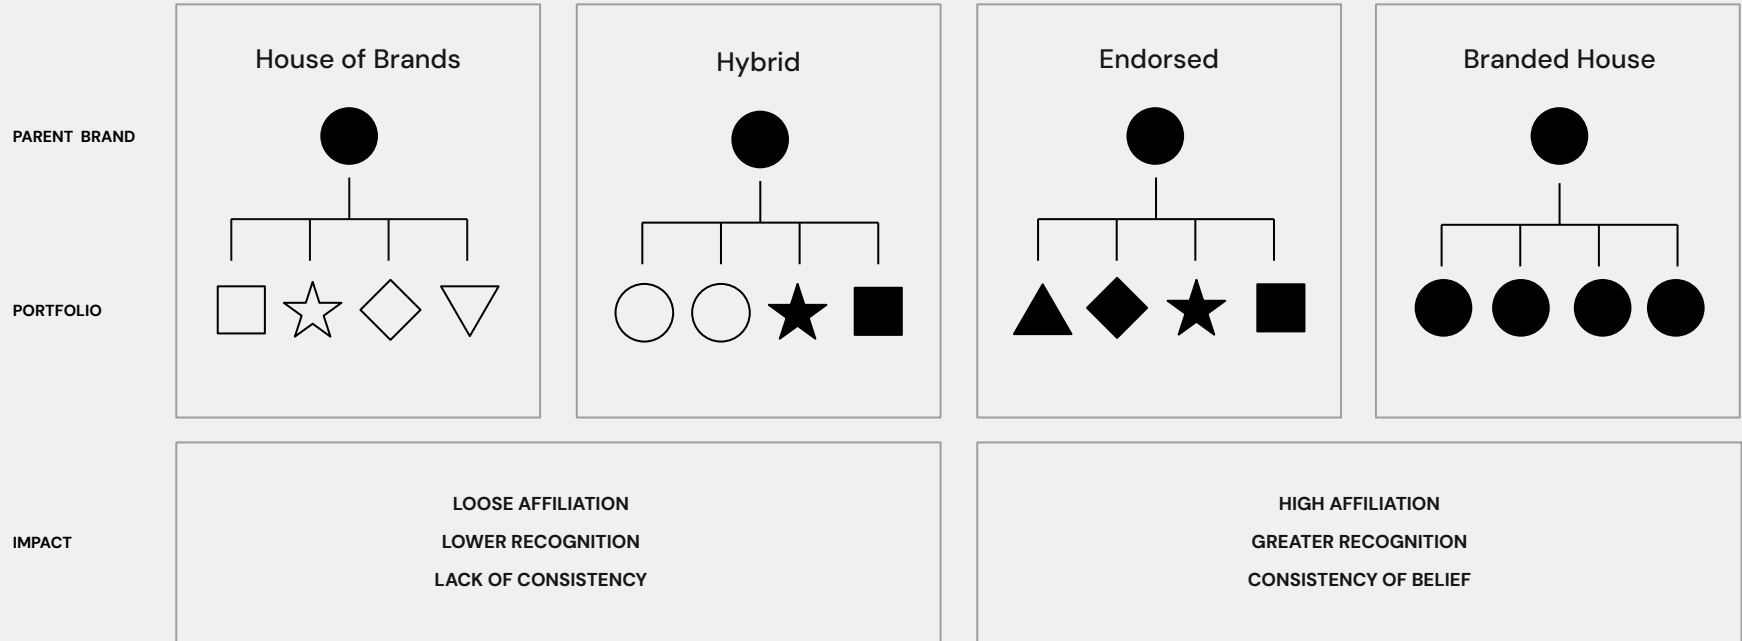 House of Brands
Hybrid
Endorsed
Branded House
PARENT BRAND
PORTFOLIO
IMPACT
LOOSE AFFILIATION
LOWER RECOGNITION
LACK OF CONSISTENCY
HIGH AFFILIATION
GREATER RECOGNITION
CONSISTENCY OF BELIEF